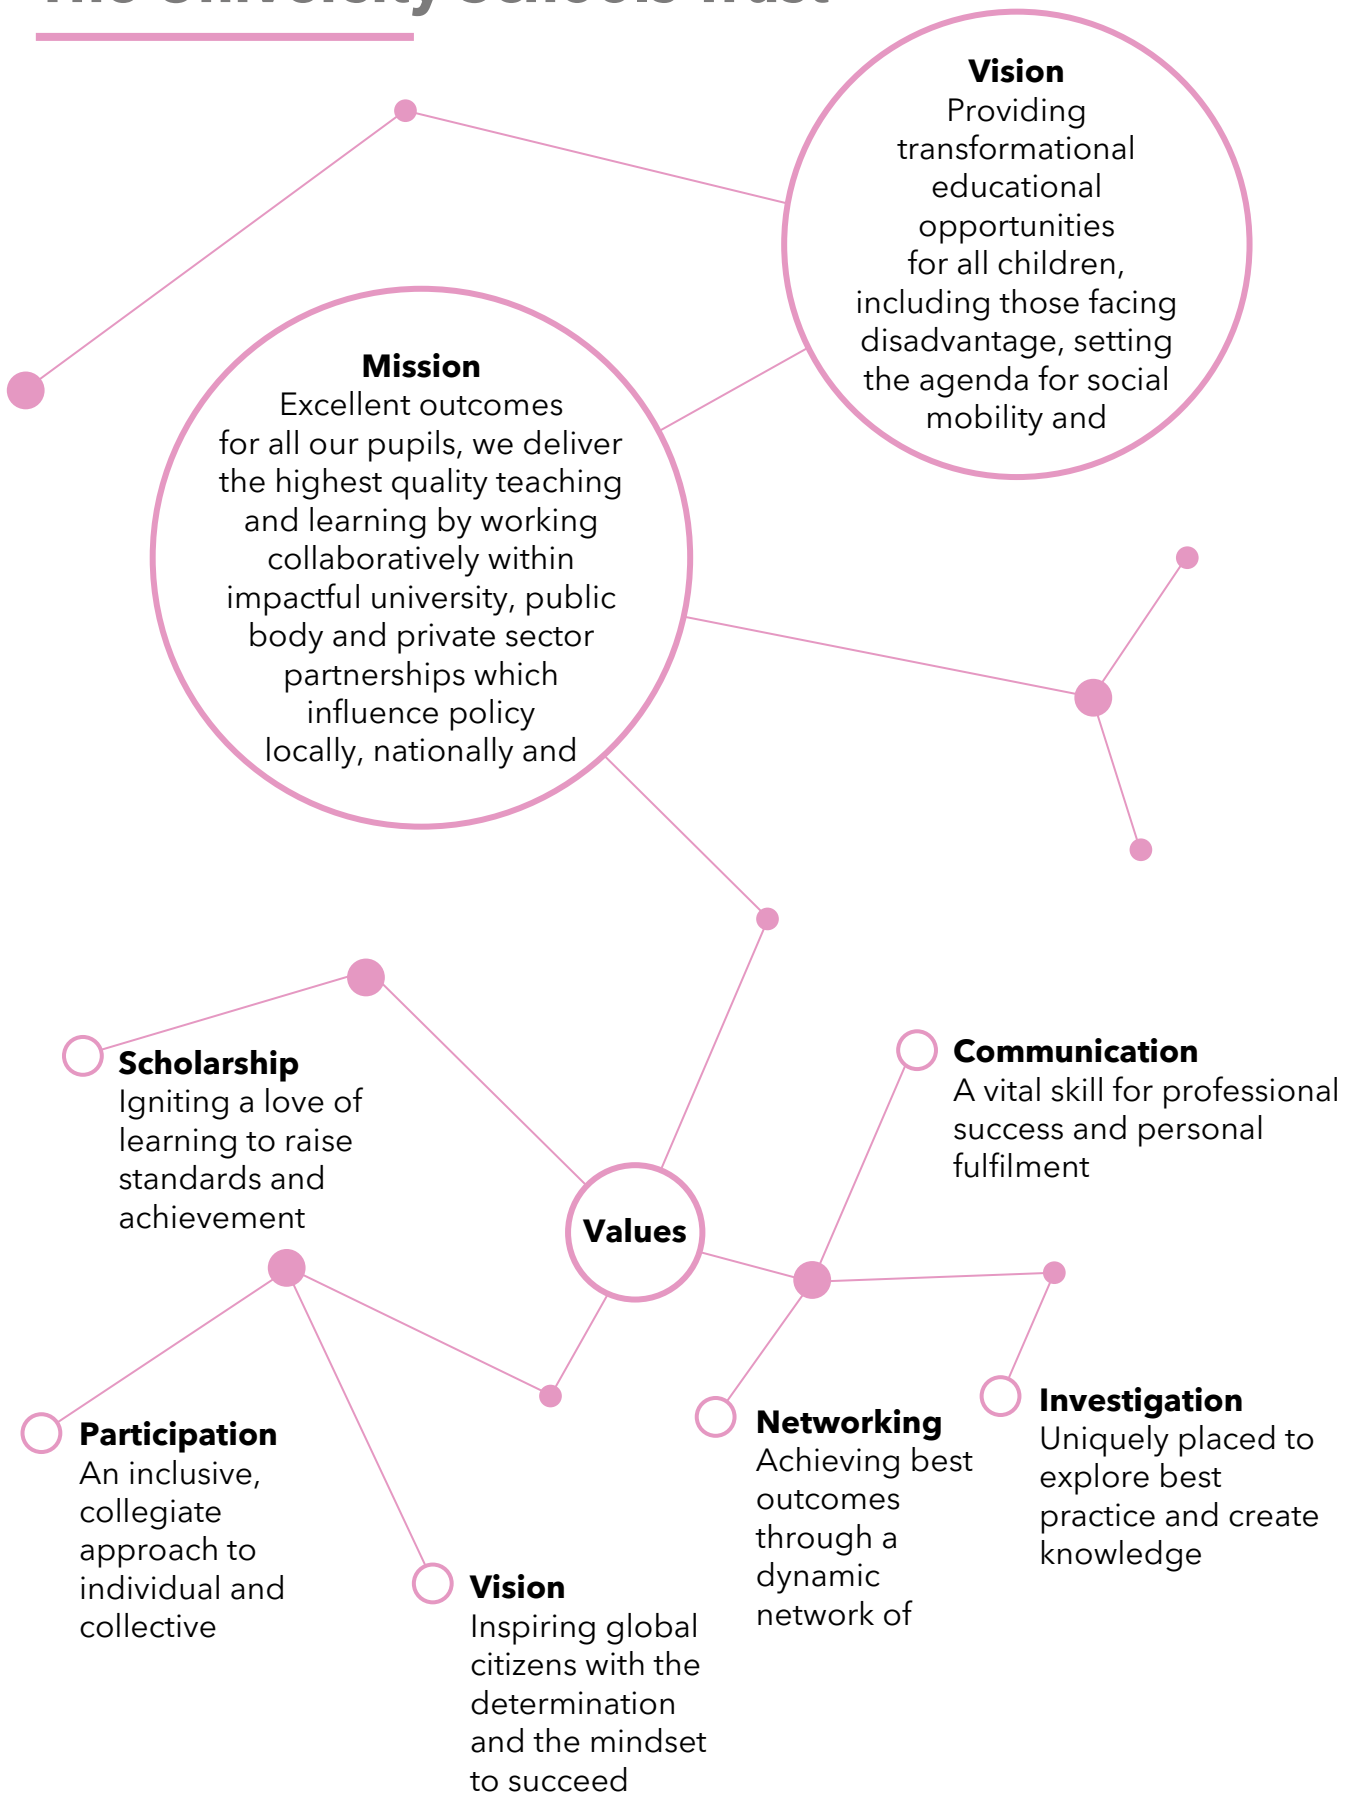 The University Schools Trust
Vision
Providing
transformational
educational
opportunities
for all children,
including those facing
disadvantage, setting
the agenda for social
mobility and
Mission
Excellent outcomes
for all our pupils, we deliver
the highest quality teaching
and learning by working
collaboratively within
impactful university, public
body and private sector
partnerships which
influence policy
locally, nationally and
Scholarship
Igniting a love of
learning to raise
standards and
achievement
Communication
A vital skill for professional
success and personal
fulfilment
Values
Participation
An inclusive,
collegiate
approach to
individual and
collective
Vision
Inspiring global
citizens with the
determination
and the mindset
to succeed
Networking
Achieving best
outcomes
through a
dynamic
network of
Investigation
Uniquely placed to
explore best
practice and create
knowledge